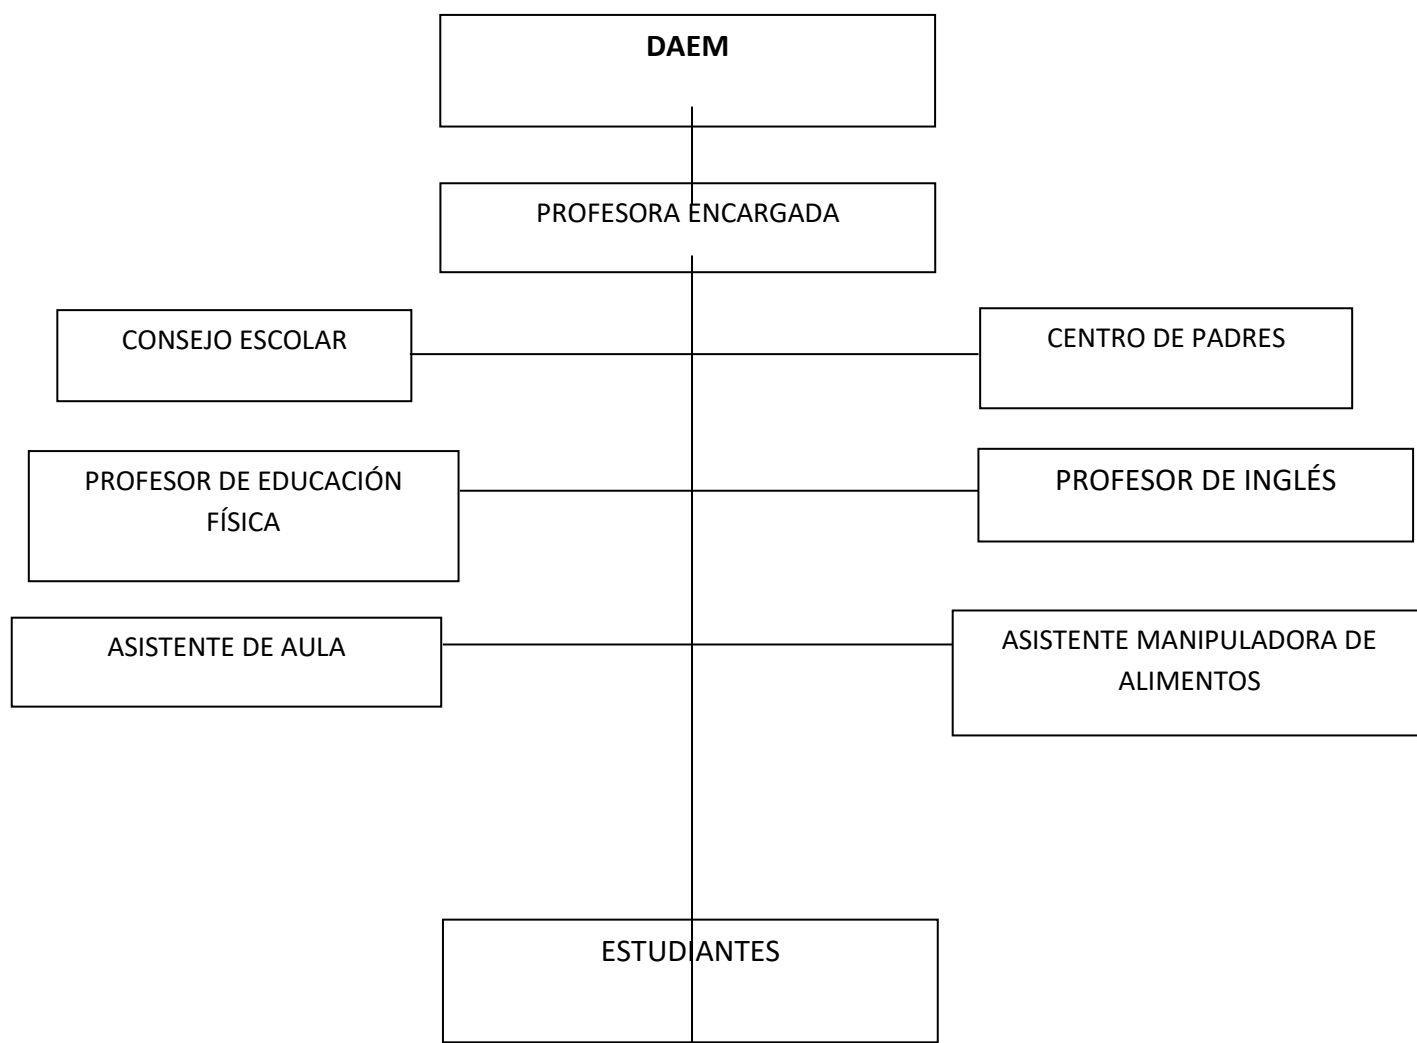 DAEM
PROFESORA ENCARGADA
CONSEJO ESCOLAR
CENTRO DE PADRES
PROFESOR DE EDUCACIÓN
FÍSICA
PROFESOR DE INGLÉS
ASISTENTE DE AULA
ASISTENTE MANIPULADORA DE
ALIMENTOS
ESTUDIANTES